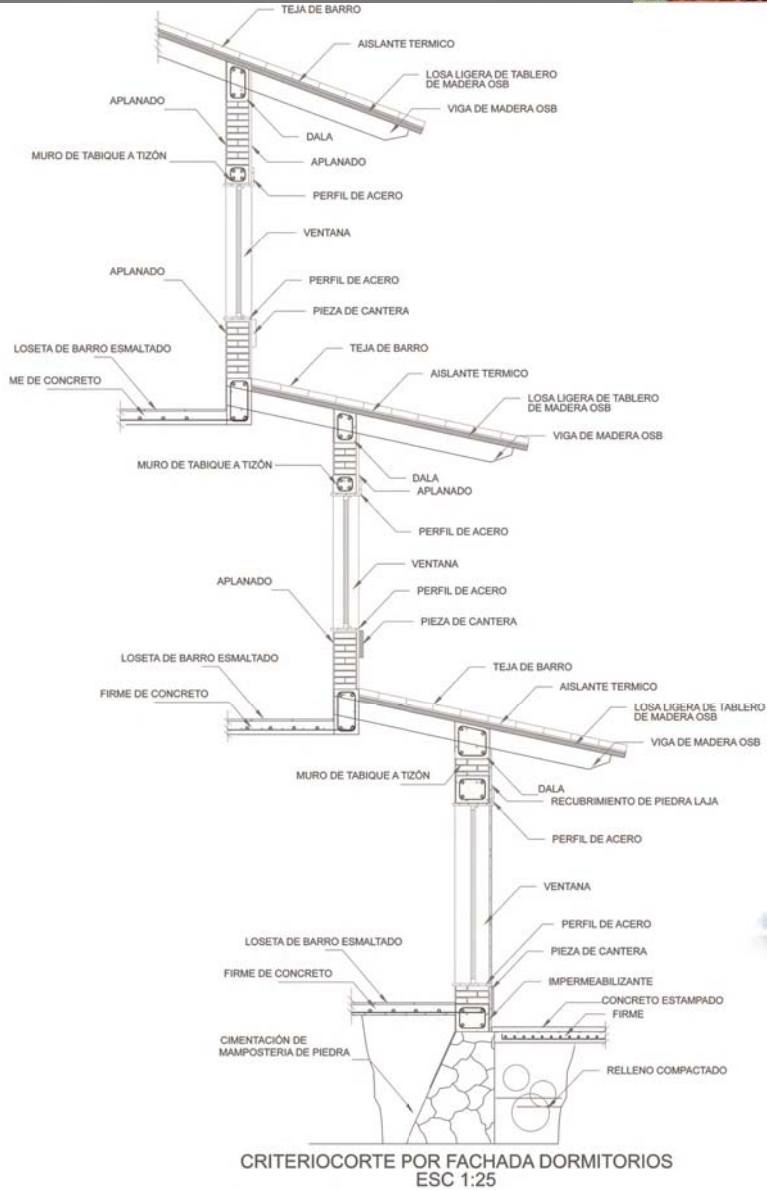 TEJA DE BARRO
AISLANTE TERMICO
LOSA LIGERA DE TABLERO
DE MADERA OSB
VIGA DE MADERA OSB
APLANADO
DALA
MURO DE TABIQUE A TIZÓN
APLANADO
PERFIL DE ACERO
VENTANA
APLANADO
PERFIL DE ACERO
PIEZA DE CANTERA
LOSETA DE BARRO ESMALTADO
TEJA DE BARRO
ME DE CONCRETO
AISLANTE TERMICO
LOSA LIGERA DE TABLERO
DE MADERA OSB
VIGA DE MADERA OSB
MURO DE TABIQUE A TIZÓN
DALA
APLANADO
PERFIL DE ACERO
VENTANA
APLANADO
PERFIL DE ACERO
PIEZA DE CANTERA
LOSETA DE BARRO ESMALTADO
TEJA DE BARRO
AISLANTE TERMICO
FIRME DE CONCRETO
LOSA LIGERA DE TABLERO
DE MADERA OSB
VIGA DE MADERA OSB
MURO DE TABIQUE A TIZÓN
DALA
RECUBRIMIENTO DE PIEDRA LAJA
PERFIL DE ACERO
VENTANA
PERFIL DE ACERO
LOSETA DE BARRO ESMALTADO
PIEZA DE CANTERA
FIRME DE CONCRETO
IMPERMEABILIZANTE
CONCRETO ESTAMPADO
FIRME
CIMENTACIÓN DE
MAMPOSTERIA DE PIEDRA
RELLENO COMPACTADO
CRITERIOCORTE POR FACHADA DORMITORIOS
ESC 1:25